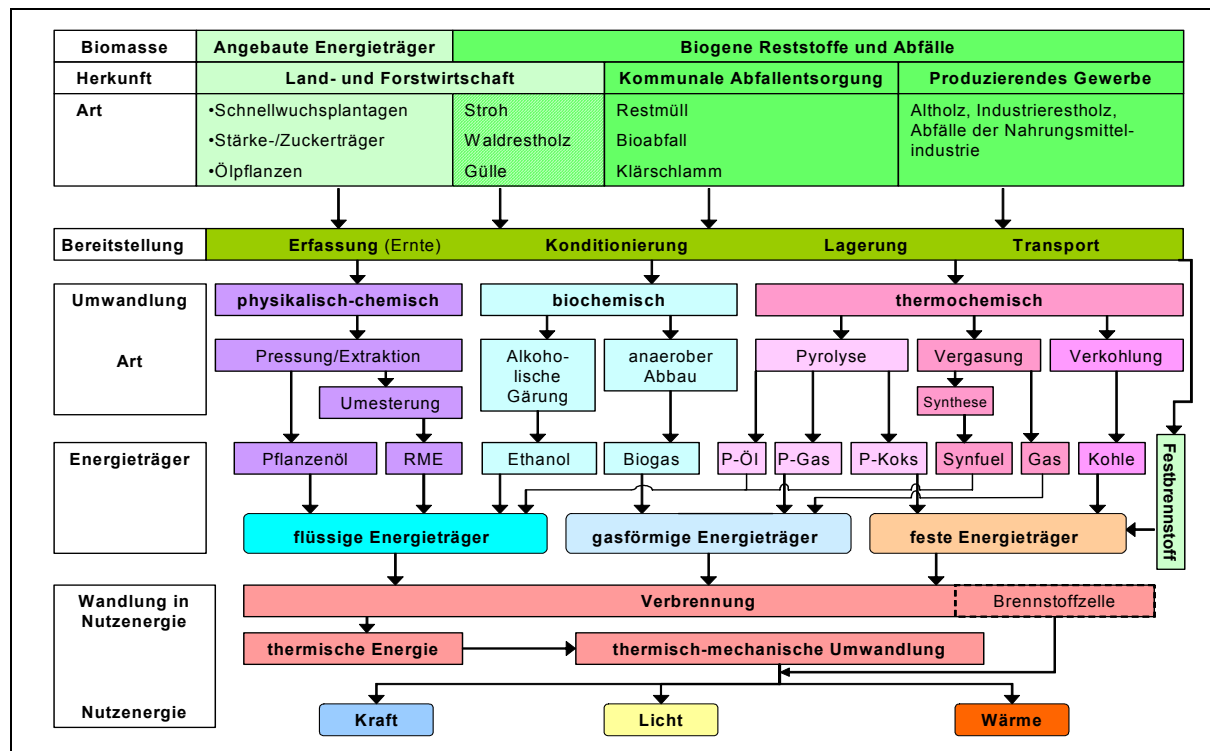 Biomasse
Angebaute Energieträger
Biogene Reststoffe und Abfälle
Herkunft
Land- und Forstwirtschaft
Kommunale Abfallentsorgung
Produzierendes Gewerbe
Art
•Schnellwuchsplantagen
•Stärke-/Zuckerträger
•Ölpflanzen
Stroh
Waldrestholz
Gülle
Restmüll
Bioabfall
Klärschlamm
Altholz, Industrierestholz,
Abfälle der Nahrungsmittel-
industrie
Bereitstellung
Erfassung (Ernte)
Konditionierung
Lagerung
Transport
Umwandlung
physikalisch-chemisch
biochemisch
thermochemisch
Art
Pressung/Extraktion
Alkoho-
lische
Gärung
anaerober
Abbau
Pyrolyse
Vergasung
Verkohlung
Umesterung
Synthese
Energieträger
Pflanzenöl
RME
Ethanol
Biogas
P-Öl
P-Gas
P-Koks
Synfuel
Gas
Kohle
Festbrennstoff
flüssige Energieträger
gasförmige Energieträger
feste Energieträger
Wandlung in
Nutzenergie
Verbrennung
Brennstoffzelle
thermische Energie
thermisch-mechanische Umwandlung
Nutzenergie
Kraft
Licht
Wärme